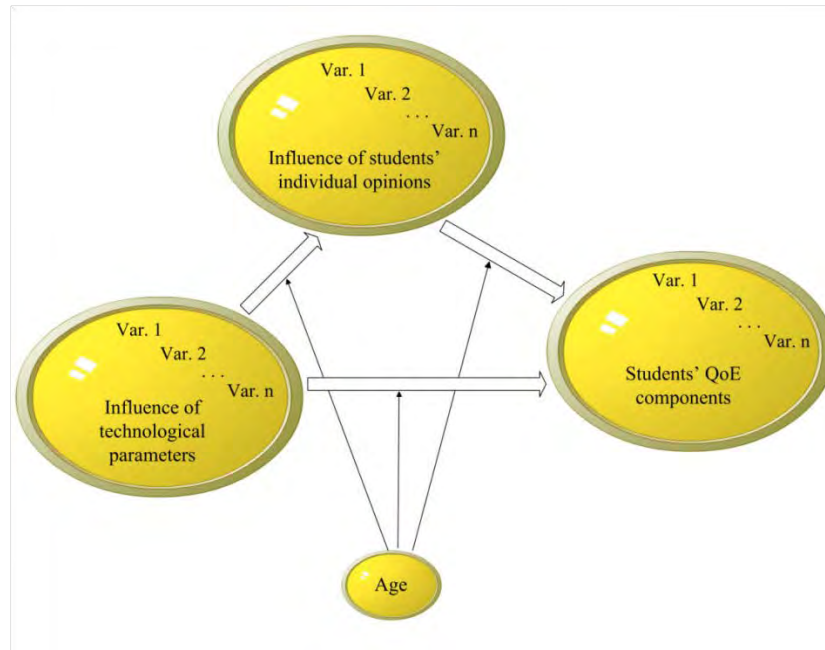 Var. 1
Var. 2
. . .
Var. n
Influence of students’
individual opinions
Var. 1
Var. 2
. . .
Var. n
Influence of
technological
parameters
Var. 1
Var. 2
. . .
Var. n
Students’ QoE
components
Age